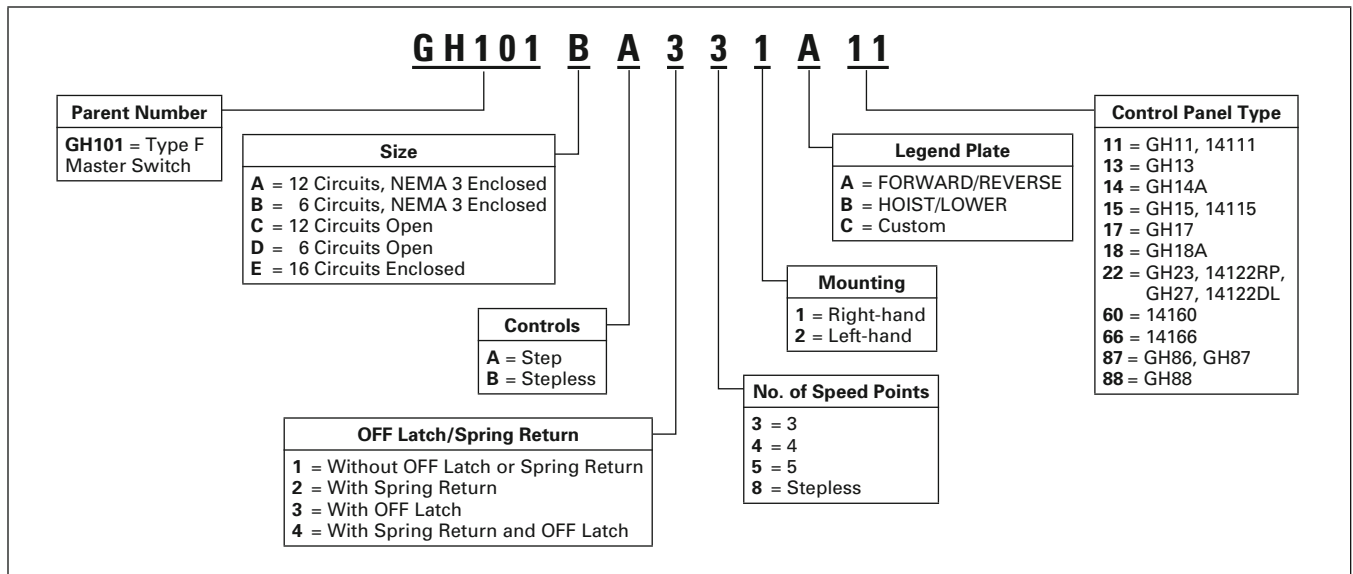 GH101 B A 3 3 1 A 11
Parent Number
GH101 = Type F
Master Switch
Size
A = 12 Circuits, NEMA 3 Enclosed
B = 6 Circuits, NEMA 3 Enclosed
C = 12 Circuits Open
D = 6 Circuits Open
E = 16 Circuits Enclosed
Controls
A = Step
B = Stepless
OFF Latch/Spring Return
1 = Without OFF Latch or Spring Return
2 = With Spring Return
3 = With OFF Latch
4 = With Spring Return and OFF Latch
No. of Speed Points
3 = 3
4 = 4
5 = 5
8 = Stepless
Mounting
1 = Right-hand
2 = Left-hand
Legend Plate
A = FORWARD/REVERSE
B = HOIST/LOWER
C = Custom
Control Panel Type
11 = GH11, 14111
13 = GH13
14 = GH14A
15 = GH15, 14115
17 = GH17
18 = GH18A
22 = GH23, 14122RP,
GH27, 14122DL
60 = 14160
66 = 14166
87 = GH86, GH87
88 = GH88